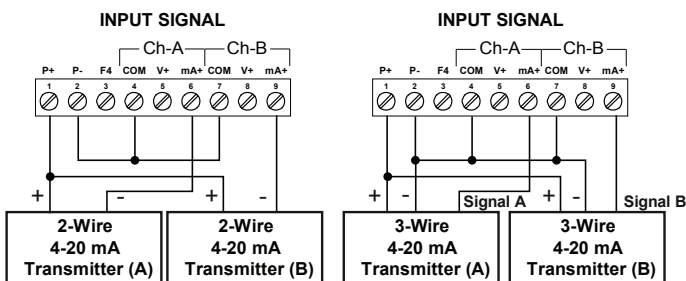 INPUT SIGNAL
Ch-A Ch-B
P+ P- F4 COM V+ mA+ COM V+ mA+
1 2 3 4 5 6 7 8 9
+ - + -
2-Wire
4-20 mA
Transmitter (A)
2-Wire
4-20 mA
Transmitter (B)
INPUT SIGNAL
Ch-A Ch-B
P+ P- F4 COM V+ mA+ COM V+ mA+
1 2 3 4 5 6 7 8 9
+ - Signal A + - Signal B
3-Wire
4-20 mA
Transmitter (A)
3-Wire
4-20 mA
Transmitter (B)